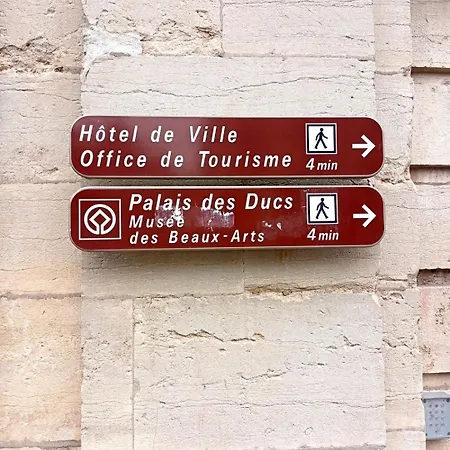 Hôtel de Ville
Office de Tourisme
4 min
Palais des Ducs
Musée
des Beaux-Arts
4 min